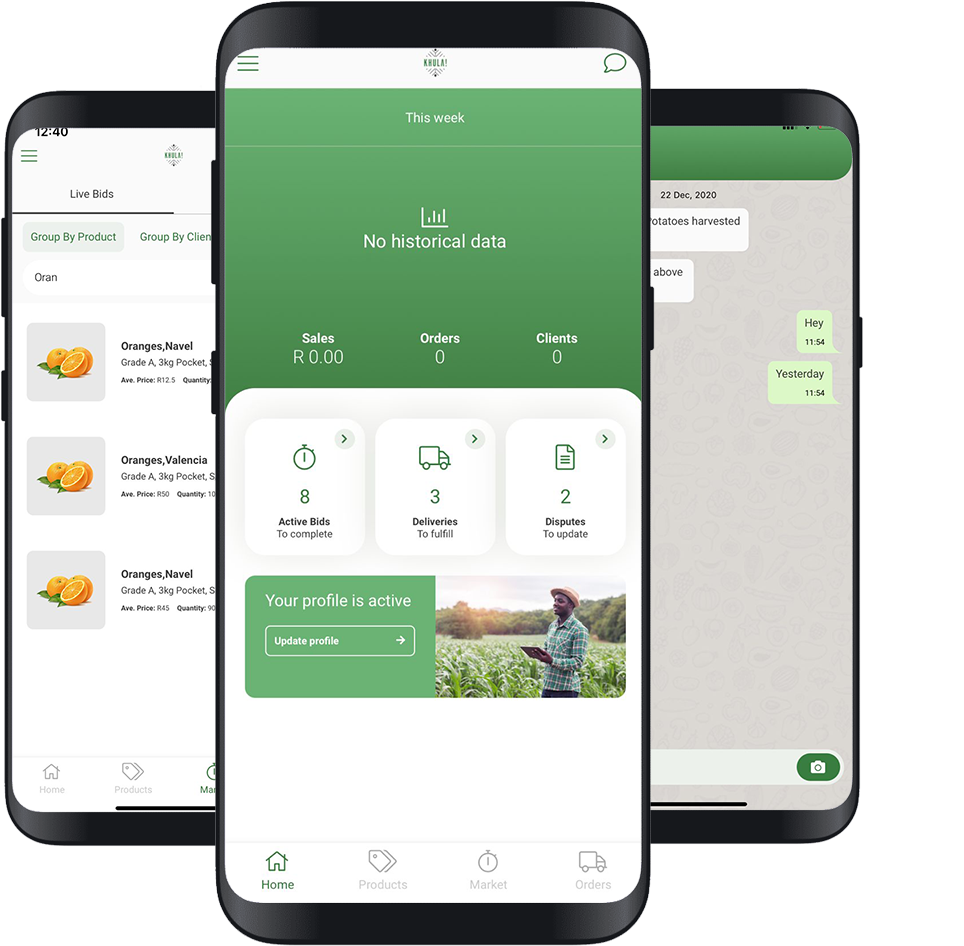 12:40
KHULA!
Live Bids
Group By Product
Group By Clien
Oran
Oranges,Navel
Grade A, 3kg Pocket, S
Ave. Price: R12.5 Quantity:
Oranges,Valencia
Grade A, 3kg Pocket, S
Ave. Price: R50 Quantity: 10
Oranges,Navel
Grade A, 3kg Pocket, S
Ave. Price: R45 Quantity: 90
Home
Products
Mar
KHULA!
This week
No historical data
Sales Orders Clients
R 0.00 0 0
8 3 2
Active Bids Deliveries Disputes
To complete To fulfill To update
Your profile is active
Update profile
Home Products Market Orders
22 Dec, 2020
otatoes harvested
above
Hey
11:54
Yesterday
11:54